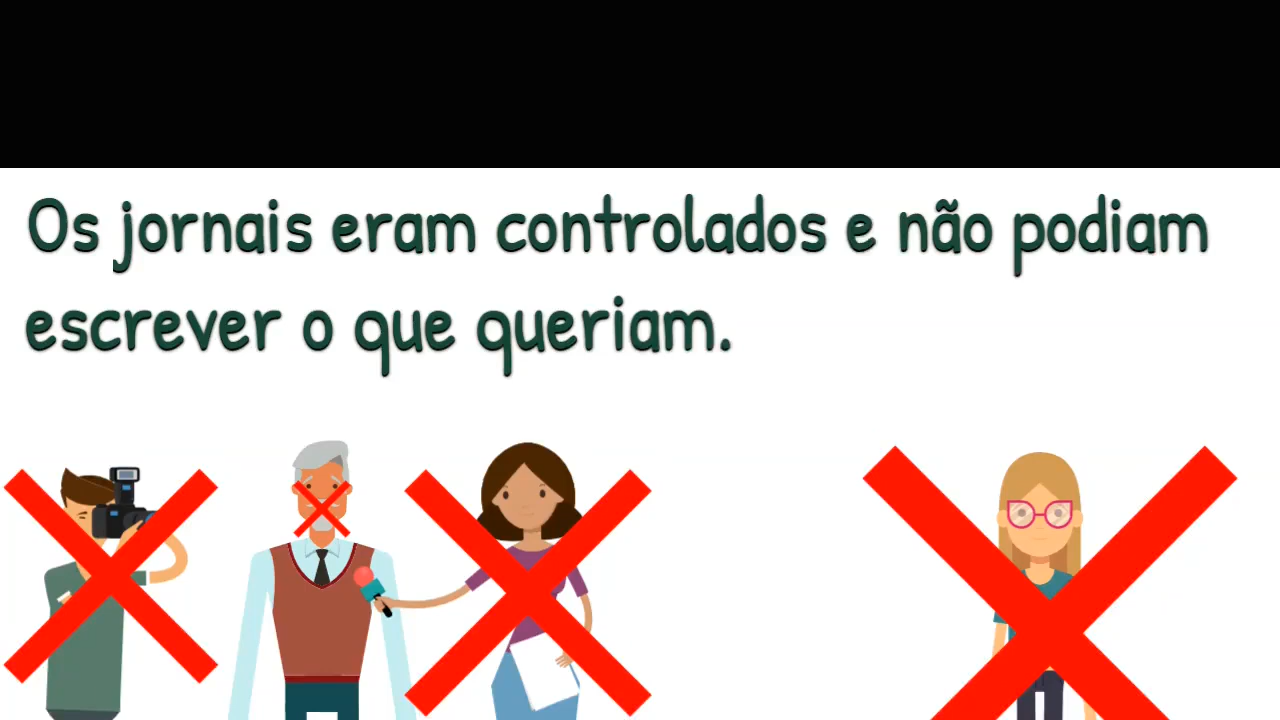 Os jornais eram controlados e não podiam
escrever o que queriam.